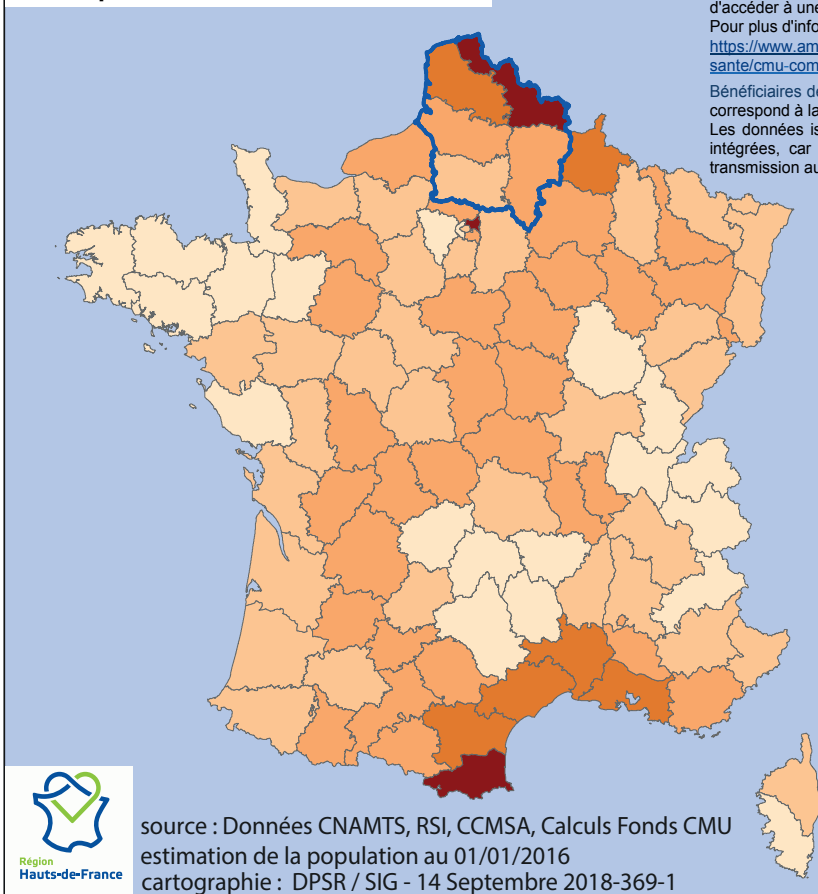 d'accéder à une
Pour plus d'info
https://www.am
sante/cmu-com
Bénéficiaires de
correspond à la
Les données is
intégrées, car
transmission au
Région
Hauts-de-France
source : Données CNAMTS, RSI, CCMSA, Calculs Fonds CMU
estimation de la population au 01/01/2016
cartographie : DPSR / SIG - 14 Septembre 2018-369-1